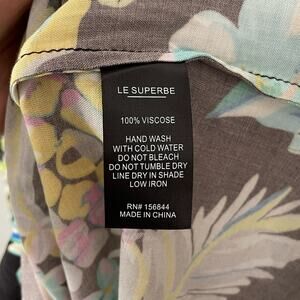 LE SUPERBE
100% VISCOSE
HAND WASH
WITH COLD WATER
DO NOT BLEACH
DO NOT TUMBLE DRY
LINE DRY IN SHADE
LOW IRON
RN# 156844
MADE IN CHINA